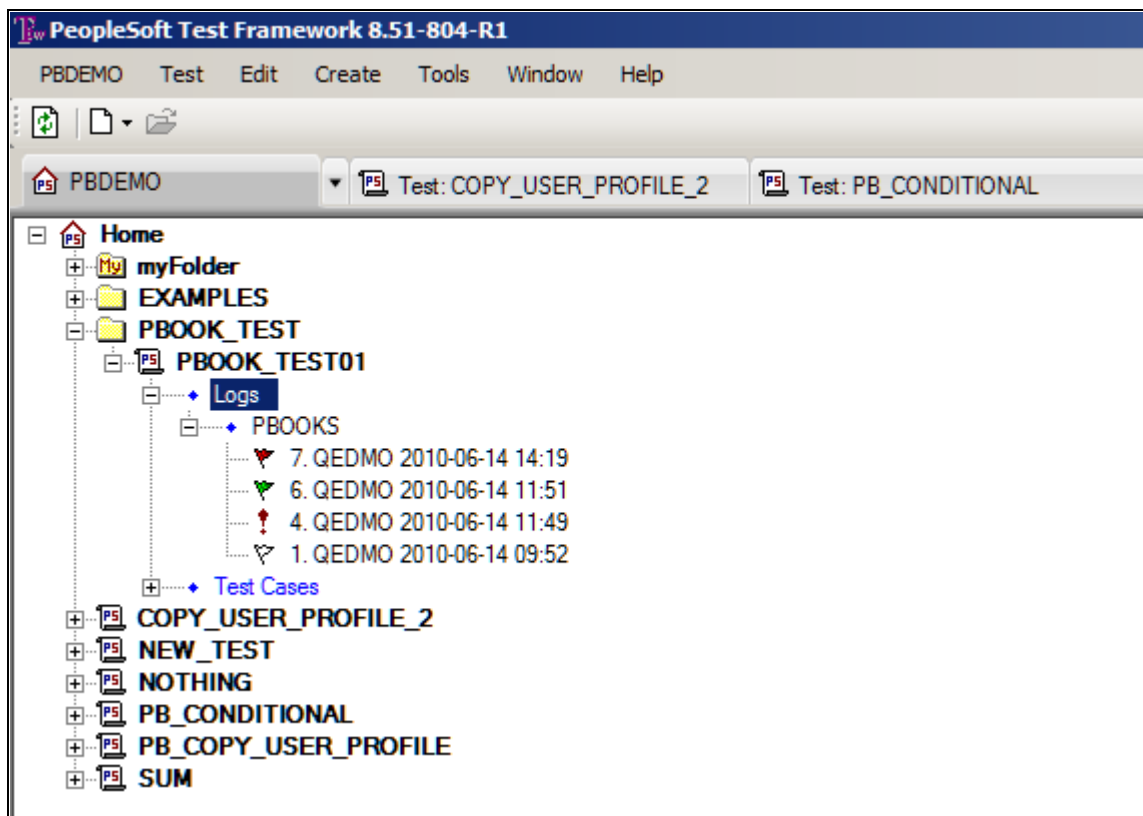 PeopleSoft Test Framework 8.51-804-R1
PBDEMO Test Edit Create Tools Window Help
PBDEMO Test: COPY_USER_PROFILE_2 Test: PB_CONDITIONAL
Home
myFolder
EXAMPLES
PBOOK_TEST
PBOOK_TEST01
Logs
PBOOKS
7. QEDMO 2010-06-14 14:19
6. QEDMO 2010-06-14 11:51
4. QEDMO 2010-06-14 11:49
1. QEDMO 2010-06-14 09:52
Test Cases
COPY_USER_PROFILE_2
NEW_TEST
NOTHING
PB_CONDITIONAL
PB_COPY_USER_PROFILE
SUM